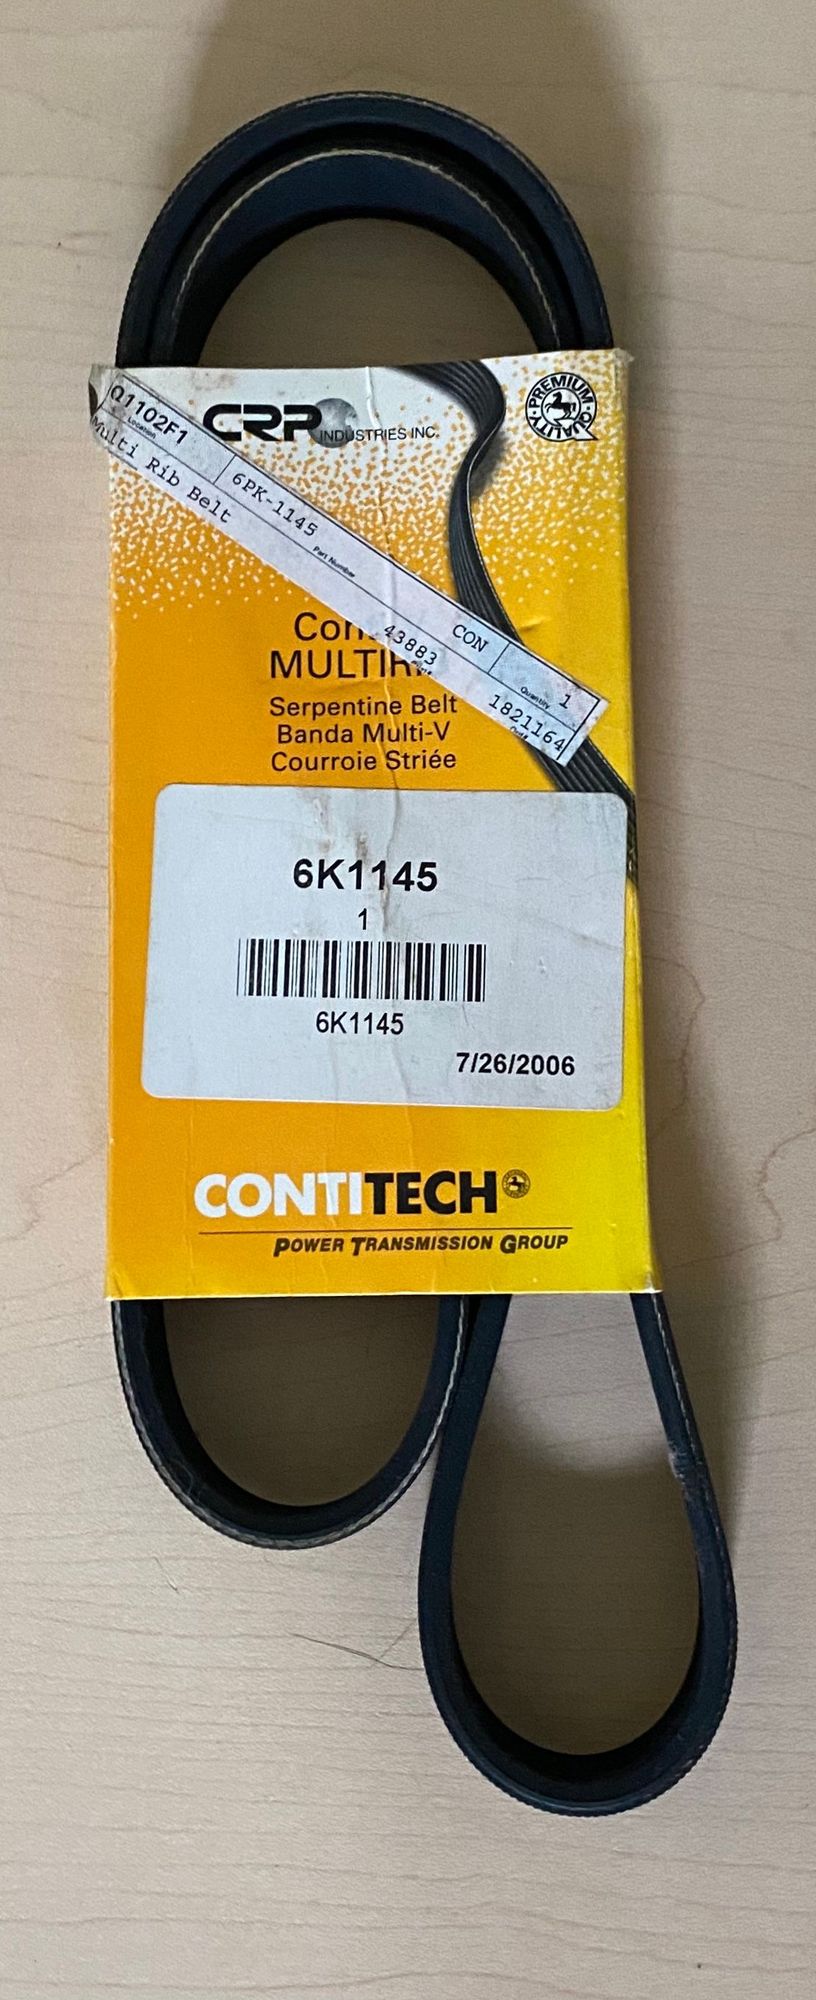 CRP INDUSTRIES INC.
PREMIUM QUALITY
Q1102F1
Location
6PK-1145
Part Number
CON
1
Quantity
Multi Rib Belt
43883
1821164
MULTIRI
Serpentine Belt
Banda Multi-V
Courroie Striée
6K1145
1
6K1145
7/26/2006
CONTITECH®
POWER TRANSMISSION GROUP